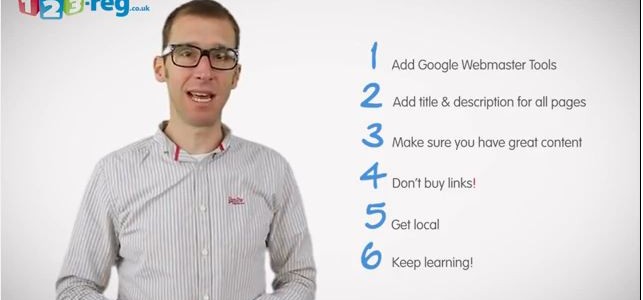 123-reg.co.uk
1 Add Google Webmaster Tools
2 Add title & description for all pages
3 Make sure you have great content
4 Don't buy links!
5 Get local
6 Keep learning!